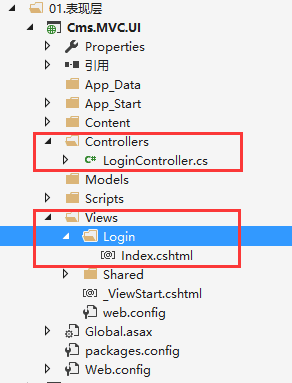 01.表现层
Cms.MVC.UI
Properties
引用
App_Data
App_Start
Content
Controllers
C# LoginController.cs
Models
Scripts
Views
Login
[@] Index.cshtml
Shared
[@] _ViewStart.cshtml
web.config
Global.asax
packages.config
Web.config